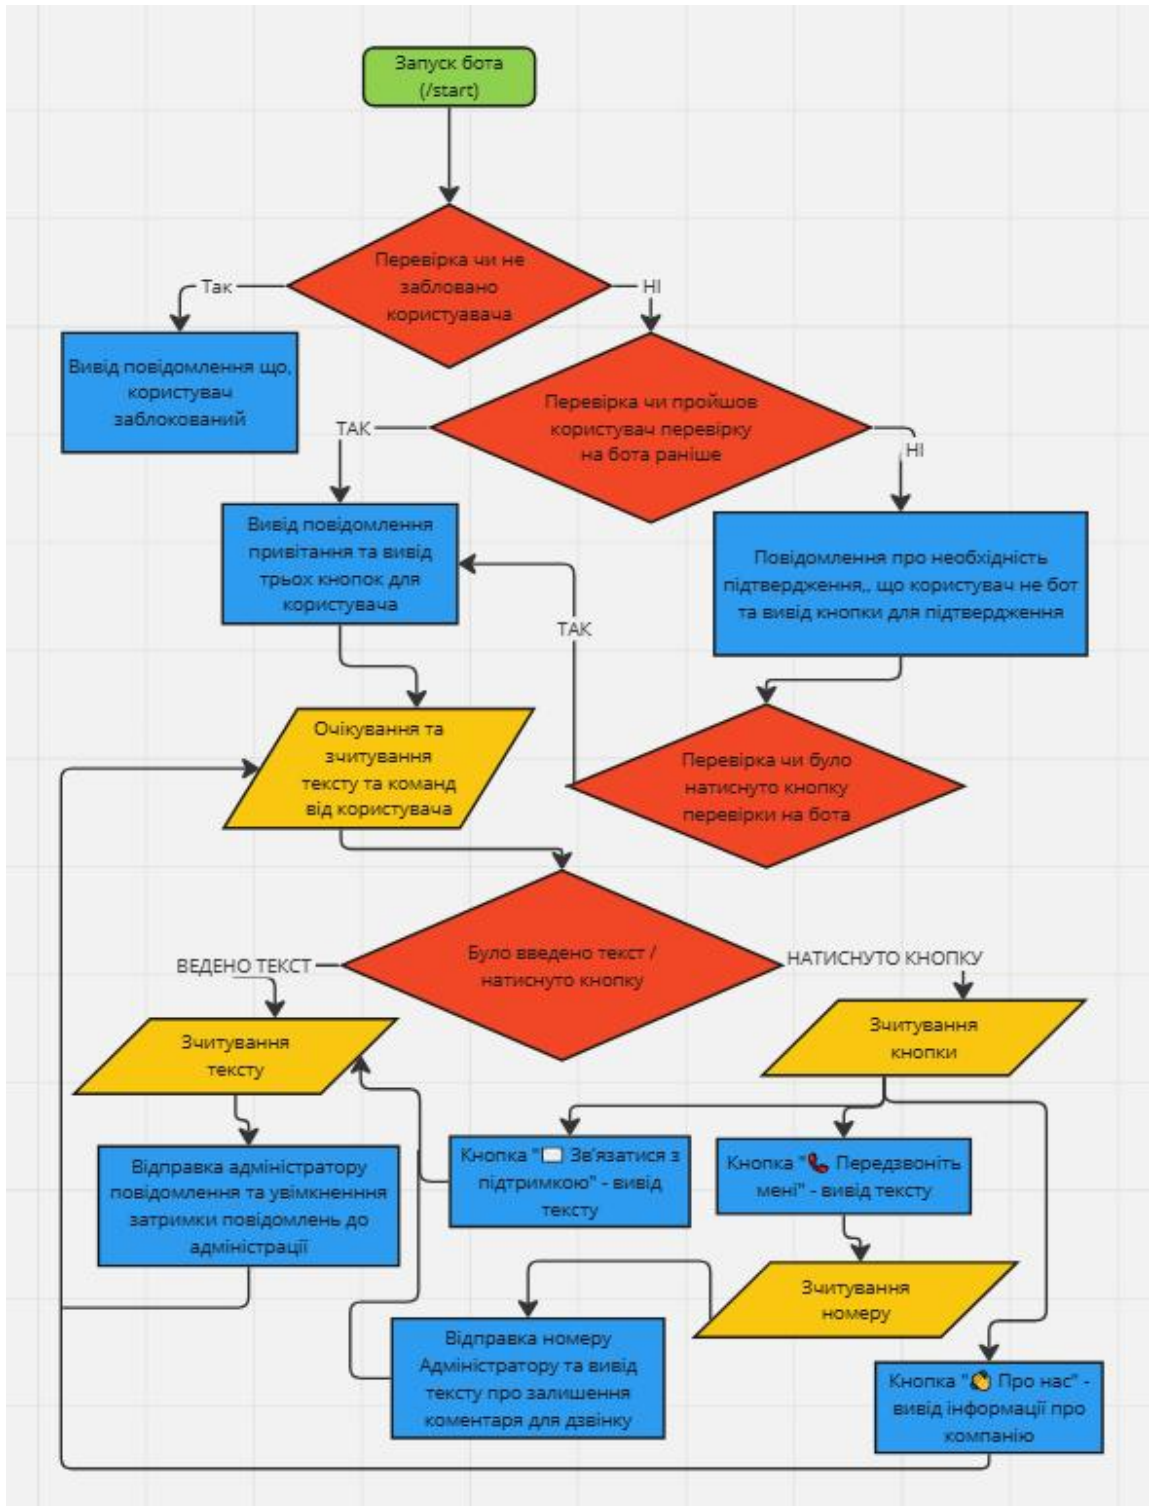 Запуск бота
(/start)
Перевірка чи не
забловано
користуавача
Так
НІ
Вивід повідомлення що,
користувач
заблокований
Перевірка чи пройшов
користувач перевірку
на бота раніше
ТАК
НІ
Вивід повідомлення
привітання та вивід
трьох кнопок для
користувача
Повідомлення про необхідність
підтвердження,, що користувач не бот
та вивід кнопки для підтвердження
ТАК
Очікування та
зчитування
тексту та команд
від користувача
Перевірка чи було
натиснуто кнопку
перевірки на бота
Було введено текст /
натиснуто кнопку
ВЕДЕНО ТЕКСТ
НАТИСНУТО КНОПКУ
Зчитування
тексту
Зчитування
кнопки
Відправка адміністратору
повідомлення та увімкненння
затримки повідомлень до
адміністрації
Кнопка "✉️ Зв'язатися з
підтримкою" - вивід
тексту
Кнопка "📞 Передзвоніть
мені" - вивід тексту
Зчитування
номеру
Відправка номеру
Адміністратору та вивід
тексту про залишення
коментаря для дзвінку
Кнопка "👏 Про нас" -
вивід інформації про
компанію